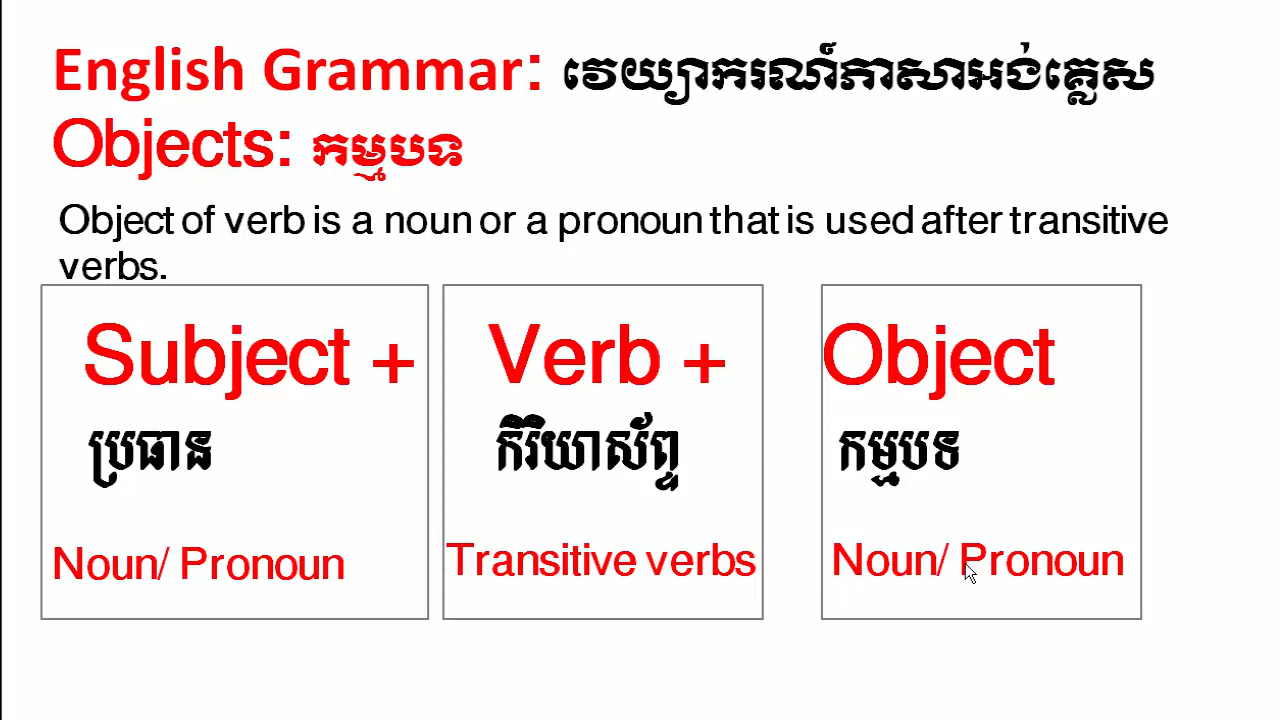 English Grammar: វេយ្យាករណ៍ភាសាអង់គ្លេស
Objects: កម្មបទ
Object of verb is a noun or a pronoun that is used after transitive
verbs.
Subject +
ប្រធាន
Noun/ Pronoun
Verb +
កិរិយាស័ព្ទ
Transitive verbs
Object
កម្មបទ
Noun/ Pronoun